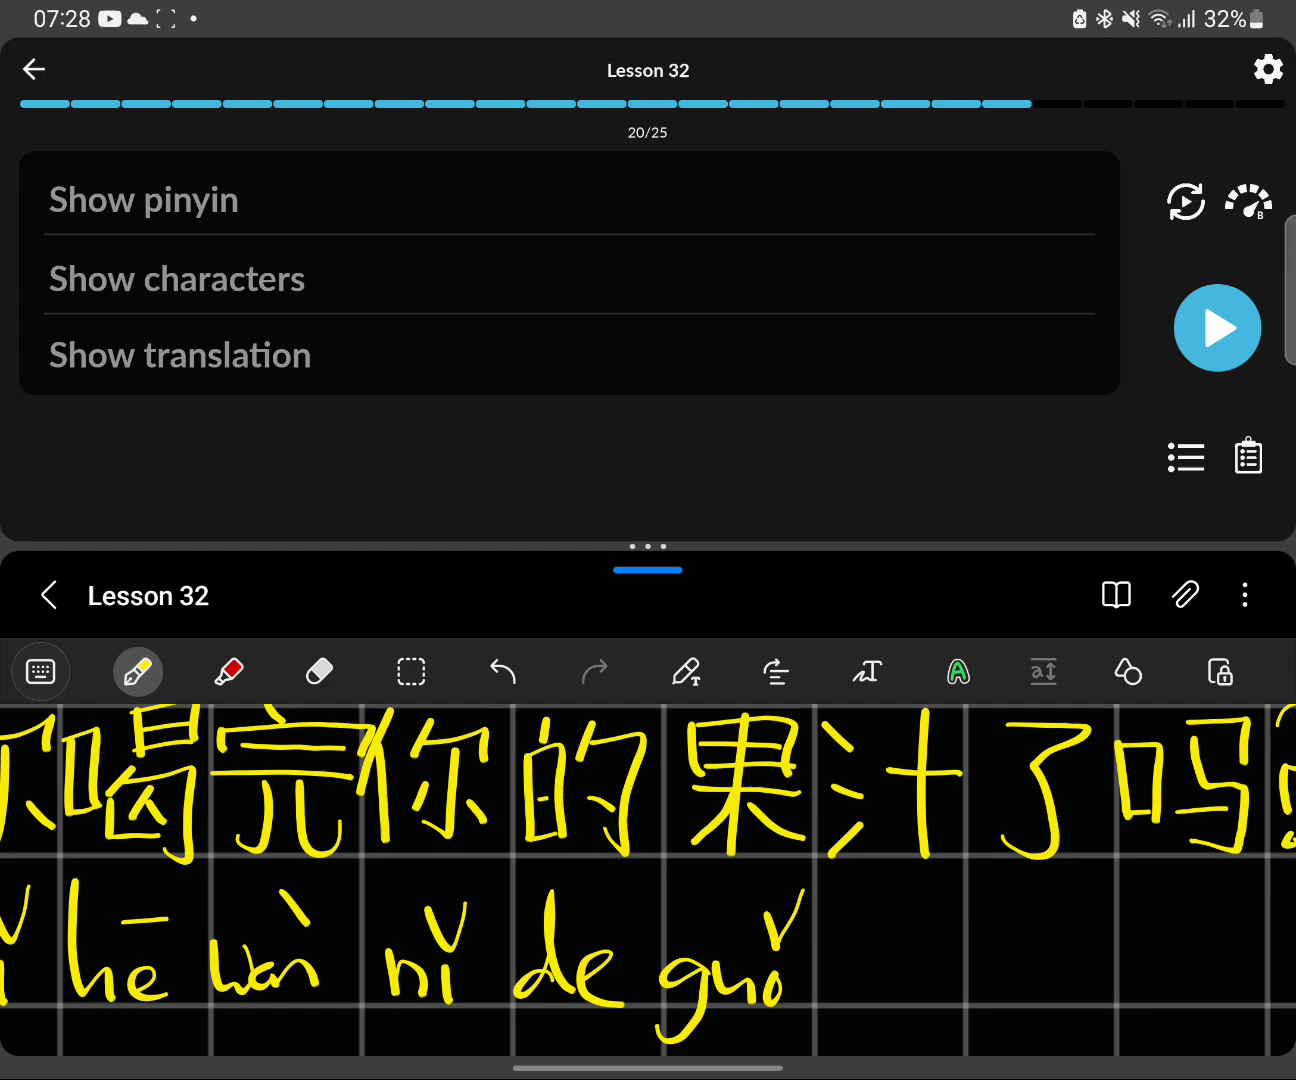 07:28 32%
Lesson 32
20/25
Show pinyin
Show characters
Show translation
B
Lesson 32
喝完你的果汁了吗?
hē wàn nǐ de guǒ